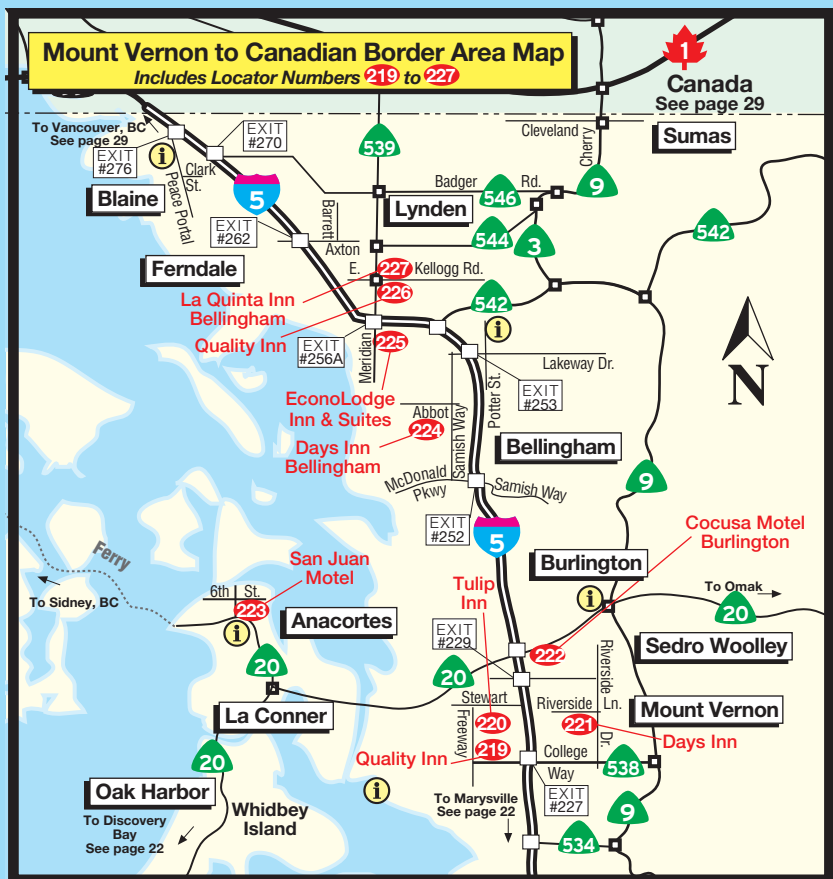 Mount Vernon to Canadian Border Area Map
Includes Locator Numbers 219 to 227
1
Canada
See page 29
To Vancouver, BC
See page 29
EXIT
#276
EXIT
#270
539
Cleveland
Cherry
Sumas
Clark
St.
Peace Portal
Blaine
5
Badger Rd.
546
9
Lynden
Barrett
EXIT
#262
Axton
544
3
542
Ferndale
E. Kellogg Rd.
227
La Quinta Inn
Bellingham
226
542
Quality Inn
EXIT
#256A
Meridian
225
Lakeway Dr.
Potter St.
EXIT
#253
N
EconoLodge
Inn & Suites
Abbot
224
Samish Way
Days Inn
Bellingham
Bellingham
McDonald
Pkwy
Samish Way
9
EXIT
#252
5
Cocusa Motel
Burlington
Ferry
San Juan
Motel
Tulip
Inn
Burlington
To Sidney, BC
6th St.
223
Anacortes
To Omak
20
EXIT
#229
222
Sedro Woolley
20
20
Riverside
Ln.
La Conner
Stewart
Riverside
Freeway
220
221
Dr.
Mount Vernon
Days Inn
Quality Inn
219
College
Way
538
20
Oak Harbor
EXIT
#227
To Marysville
See page 22
9
To Discovery
Bay
See page 22
Whidbey
Island
534